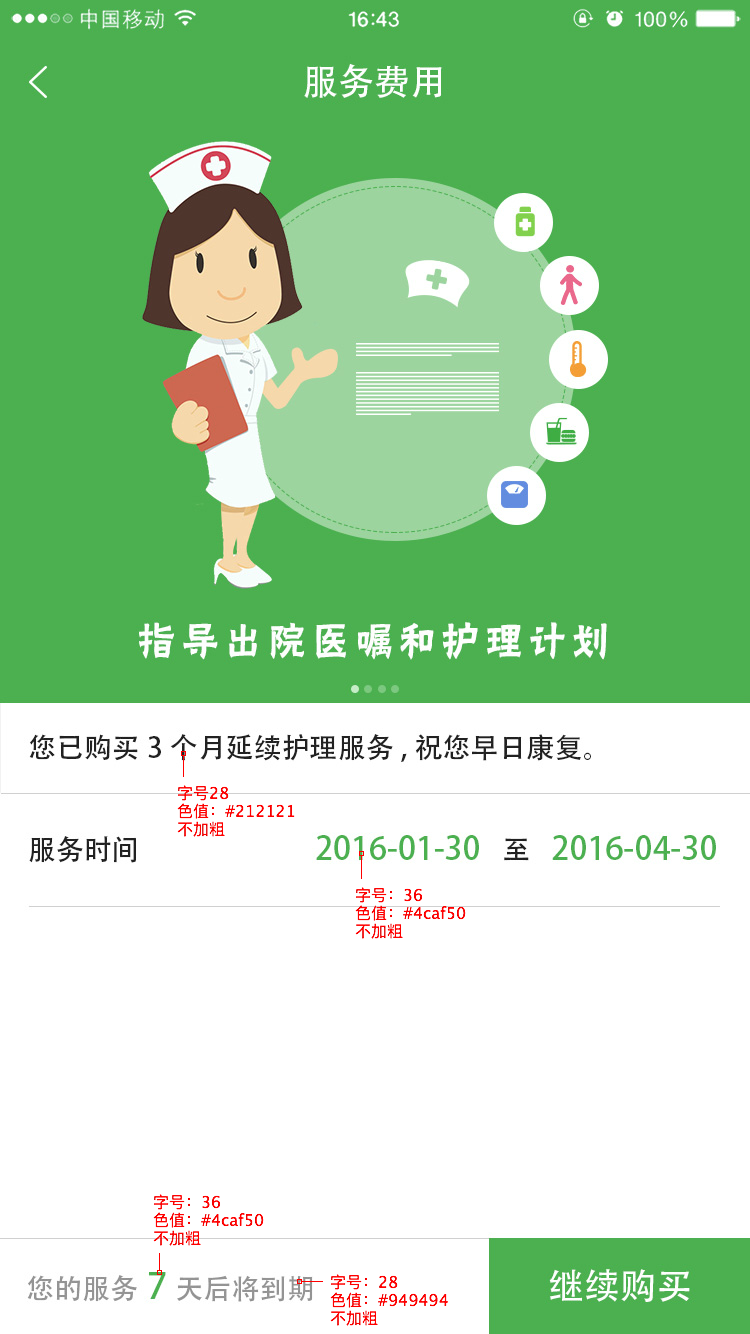 中国移动 16:43 100%
服务费用
指导出院医嘱和护理计划
您已购买 3 个月延续护理服务 , 祝您早日康复。
字号28
色值：#212121
不加粗
服务时间 2016-01-30 至 2016-04-30
字号：36
色值：#4caf50
不加粗
字号：36
色值：#4caf50
不加粗
您的服务 7 天后将到期
字号：28
色值：#949494
不加粗
继续购买